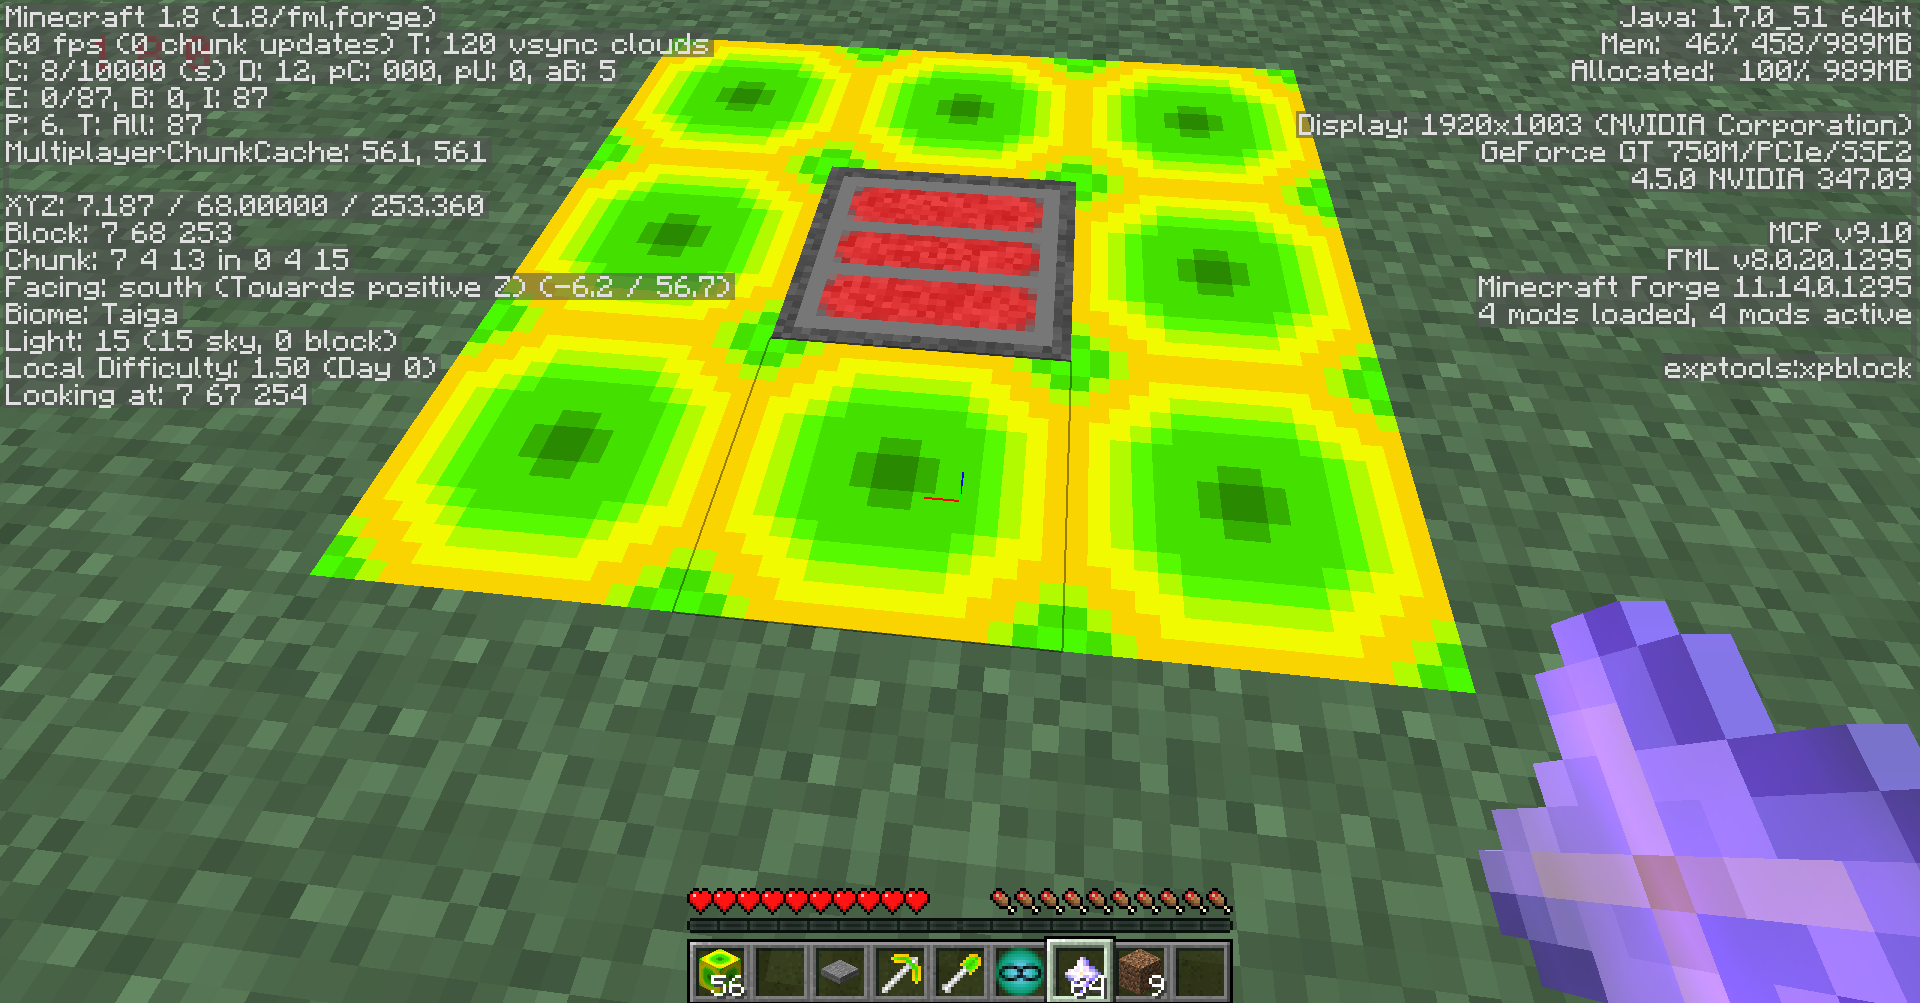 Minecraft 1.8 (1.8/fml,forge)
60 fps (0 chunk updates) T: 120 vsync clouds
C: 8/10000 (s) D: 12, pC: 000, pU: 0, aB: 5
E: 0/87, B: 0, I: 87
P: 6. T: All: 87
MultiplayerChunkCache: 561, 561
XYZ: 7.187 / 68.00000 / 253.360
Block: 7 68 253
Chunk: 7 4 13 in 0 4 15
Facing: south (Towards positive Z) (-6.2 / 56.7)
Biome: Taiga
Light: 15 (15 sky, 0 block)
Local Difficulty: 1.50 (Day 0)
Looking at: 7 67 254
Java: 1.7.0_51 64bit
Mem: 46% 458/989MB
Allocated: 100% 989MB
Display: 1920x1003 (NVIDIA Corporation)
GeForce GT 750M/PCIe/SSE2
4.5.0 NVIDIA 347.09
MCP v9.10
FML v8.0.20.1295
Minecraft Forge 11.14.0.1295
4 mods loaded, 4 mods active
exptools:xpblock
56
64
9